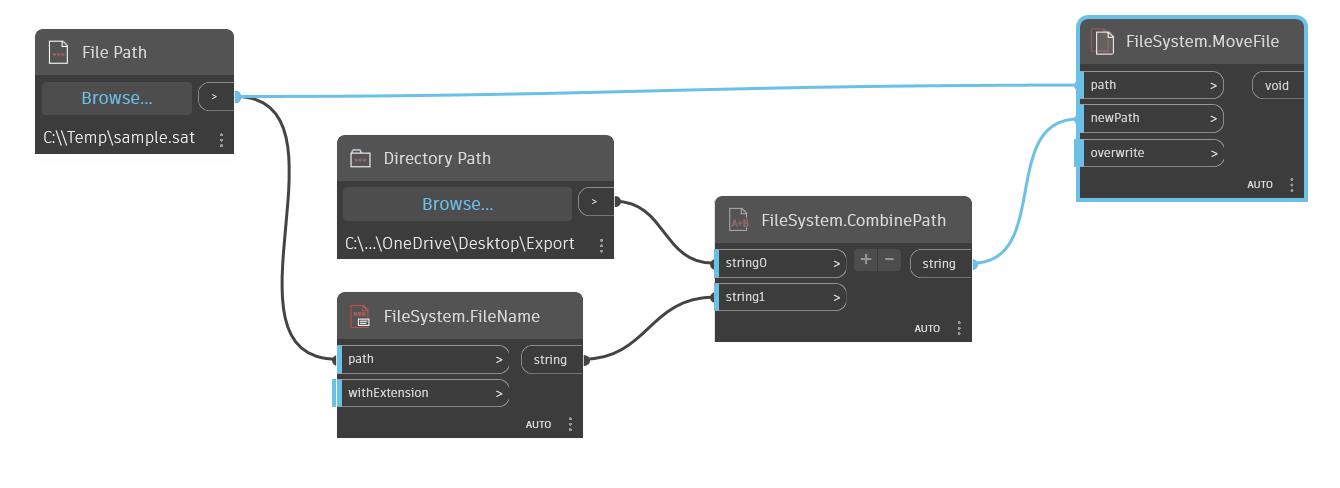 File Path
Browse...
>
C:\\Temp\sample.sat
Directory Path
Browse...
>
C:\...\OneDrive\Desktop\Export
FileSystem.FileName
path >
string
withExtension >
AUTO
A+B
FileSystem.CombinePath
string0 >
+ −
string
string1 >
AUTO
FileSystem.MoveFile
path >
void
newPath >
overwrite >
AUTO